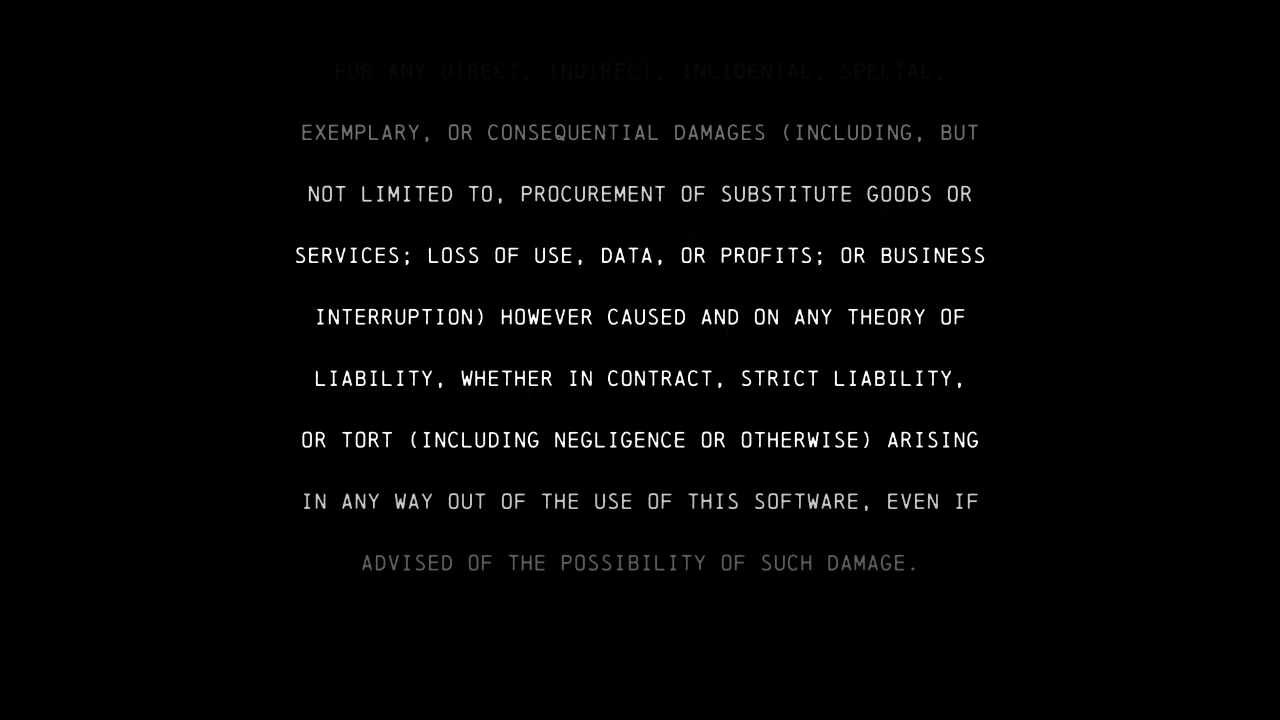 FOR ANY DIRECT, INDIRECT, INCIDENTAL, SPECIAL,
EXEMPLARY, OR CONSEQUENTIAL DAMAGES (INCLUDING, BUT
NOT LIMITED TO, PROCUREMENT OF SUBSTITUTE GOODS OR
SERVICES; LOSS OF USE, DATA, OR PROFITS; OR BUSINESS
INTERRUPTION) HOWEVER CAUSED AND ON ANY THEORY OF
LIABILITY, WHETHER IN CONTRACT, STRICT LIABILITY,
OR TORT (INCLUDING NEGLIGENCE OR OTHERWISE) ARISING
IN ANY WAY OUT OF THE USE OF THIS SOFTWARE, EVEN IF
ADVISED OF THE POSSIBILITY OF SUCH DAMAGE.